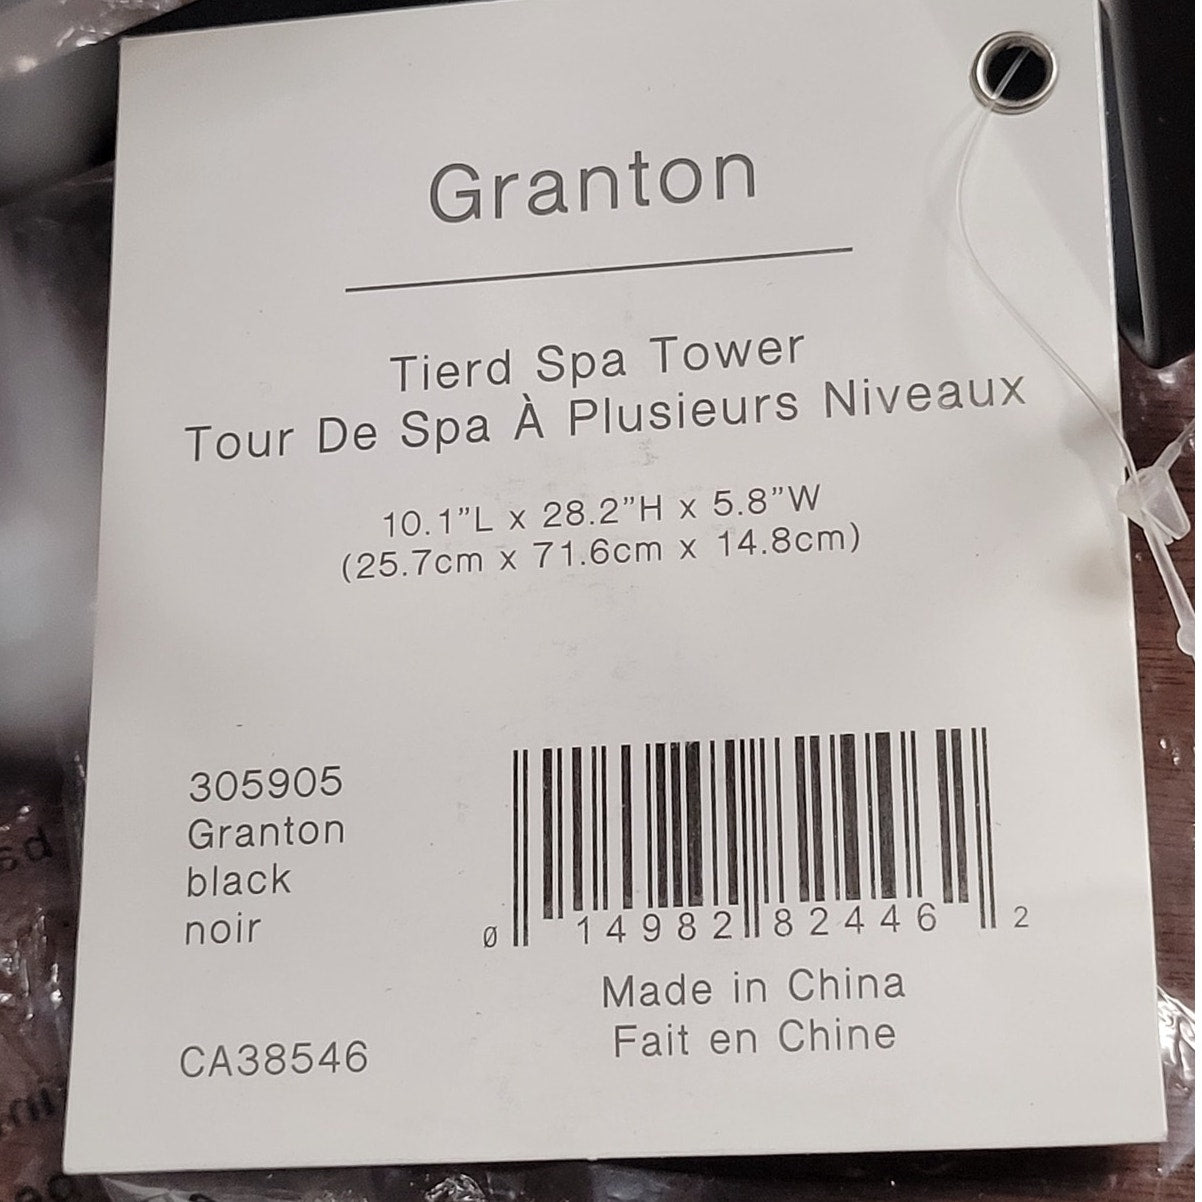 Granton
Tierd Spa Tower
Tour De Spa À Plusieurs Niveaux
10.1”L x 28.2”H x 5.8”W
(25.7cm x 71.6cm x 14.8cm)
305905
Granton
black
noir
0 14982 82446 2
Made in China
Fait en Chine
CA38546